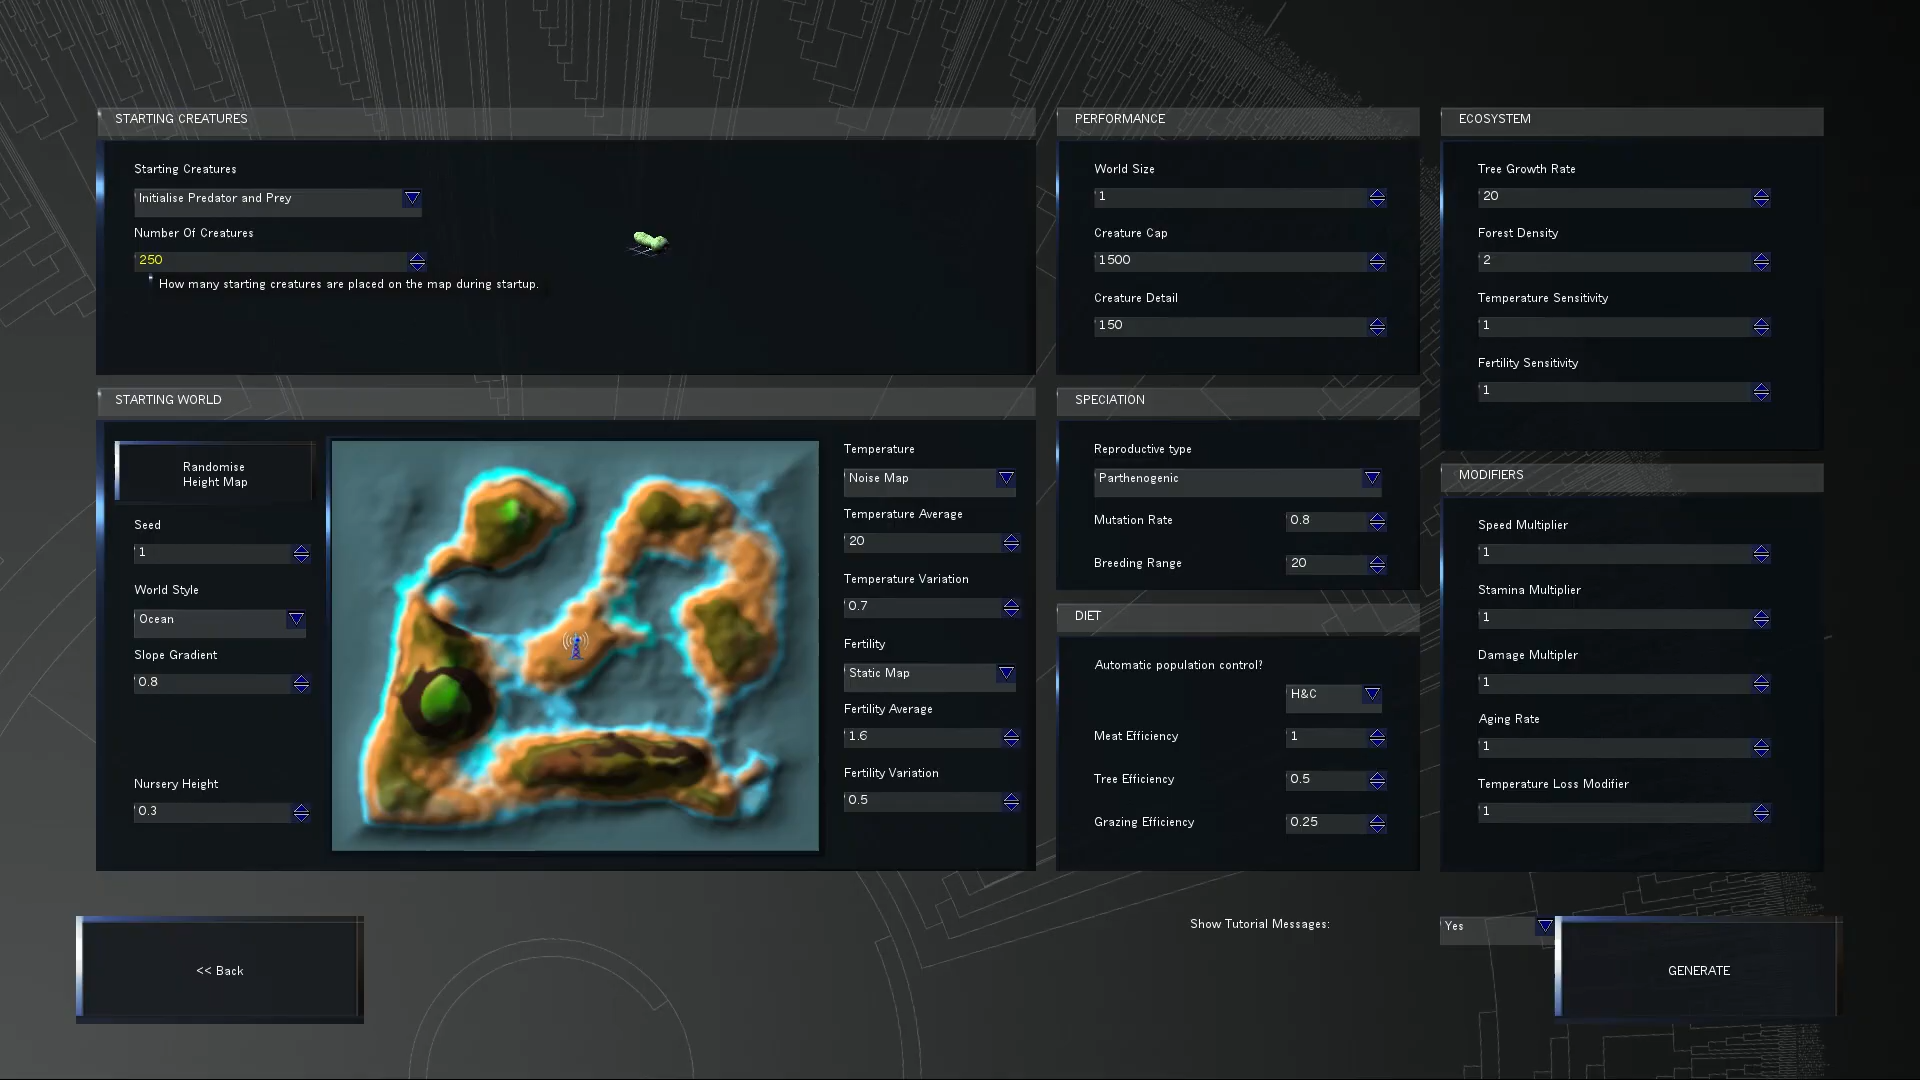 STARTING CREATURES
Starting Creatures
Initialise Predator and Prey
Number Of Creatures
250
How many starting creatures are placed on the map during startup.
PERFORMANCE
World Size
1
Creature Cap
1500
Creature Detail
150
ECOSYSTEM
Tree Growth Rate
20
Forest Density
2
Temperature Sensitivity
1
Fertility Sensitivity
1
STARTING WORLD
Randomise
Height Map
Seed
1
World Style
Ocean
Slope Gradient
0.8
Nursery Height
0.3
Temperature
Noise Map
Temperature Average
20
Temperature Variation
0.7
Fertility
Static Map
Fertility Average
1.6
Fertility Variation
0.5
SPECIATION
Reproductive type
Parthenogenic
Mutation Rate
0.8
Breeding Range
20
DIET
Automatic population control?
H&C
Meat Efficiency
1
Tree Efficiency
0.5
Grazing Efficiency
0.25
MODIFIERS
Speed Multiplier
1
Stamina Multiplier
1
Damage Multipler
1
Aging Rate
1
Temperature Loss Modifier
1
<< Back
Show Tutorial Messages:
Yes
GENERATE